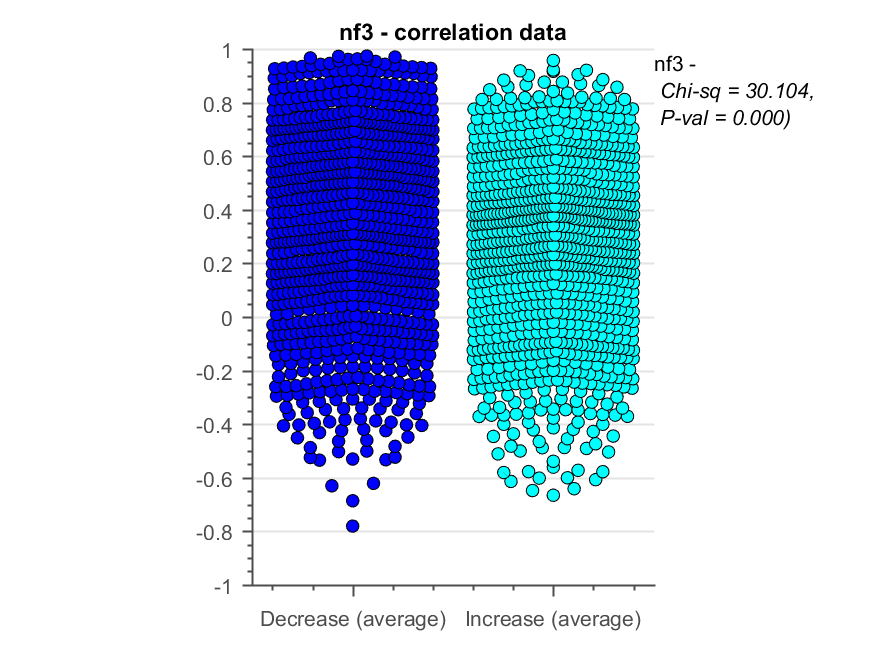 nf3 - correlation data
nf3 -
Chi-sq = 30.104,
P-val = 0.000)
1
0.8
0.6
0.4
0.2
0
-0.2
-0.4
-0.6
-0.8
-1
Decrease (average) Increase (average)